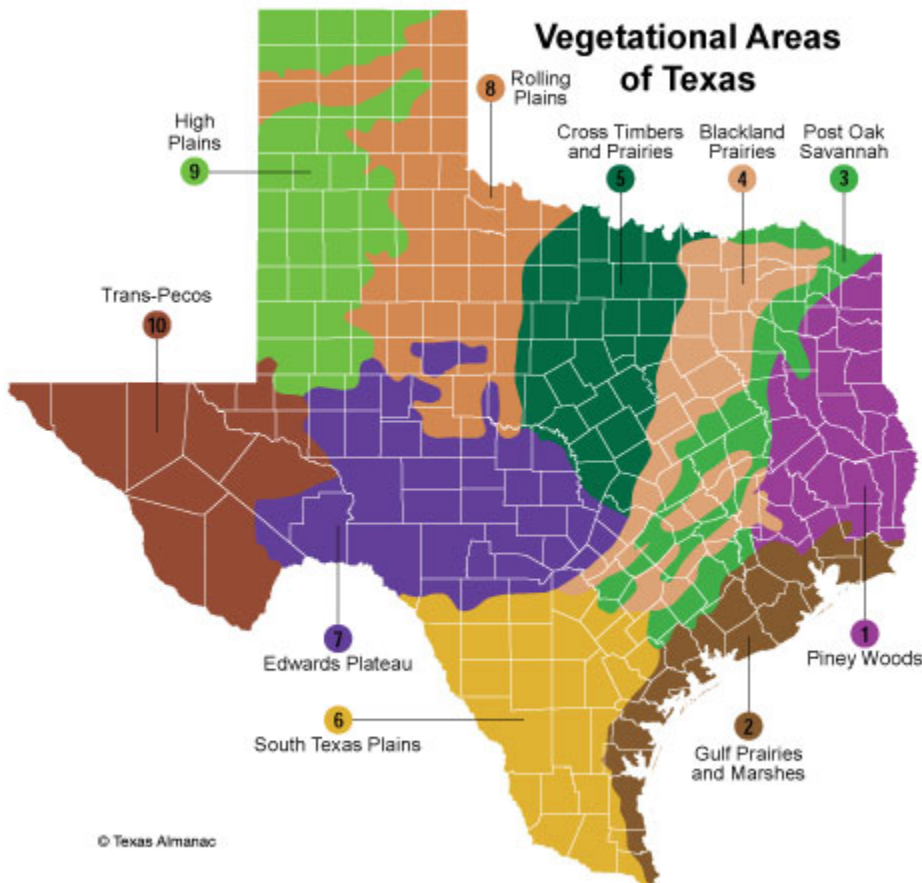 Vegetational Areas
of Texas
8
Rolling
Plains
High
Plains
9
Cross Timbers
and Prairies
5
Blackland
Prairies
4
Post Oak
Savannah
3
Trans-Pecos
10
7
Edwards Plateau
1
Piney Woods
6
South Texas Plains
2
Gulf Prairies
and Marshes
© Texas Almanac